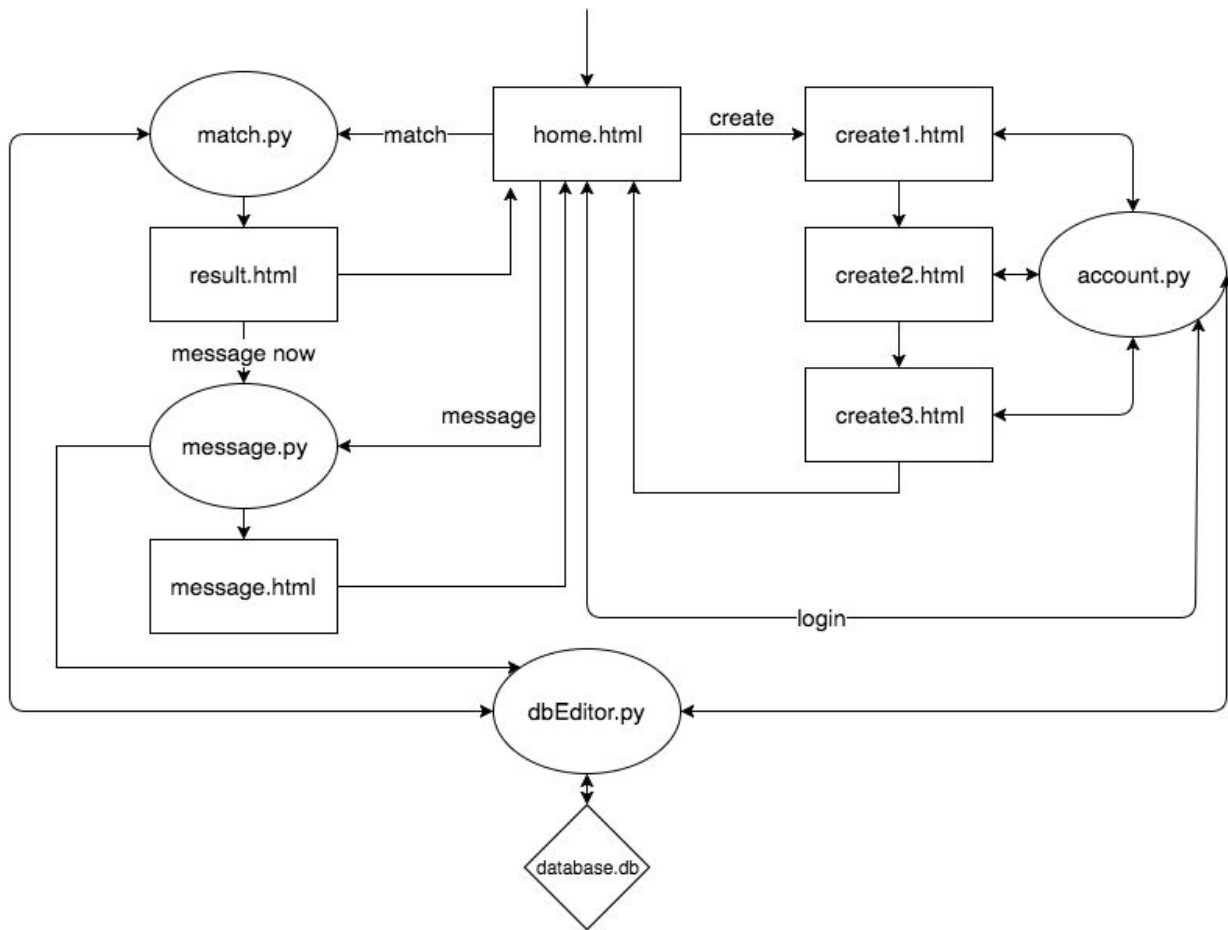 match.py
match
home.html
create
create1.html
result.html
create2.html
account.py
message now
create3.html
message
message.py
message.html
login
dbEditor.py
database.db